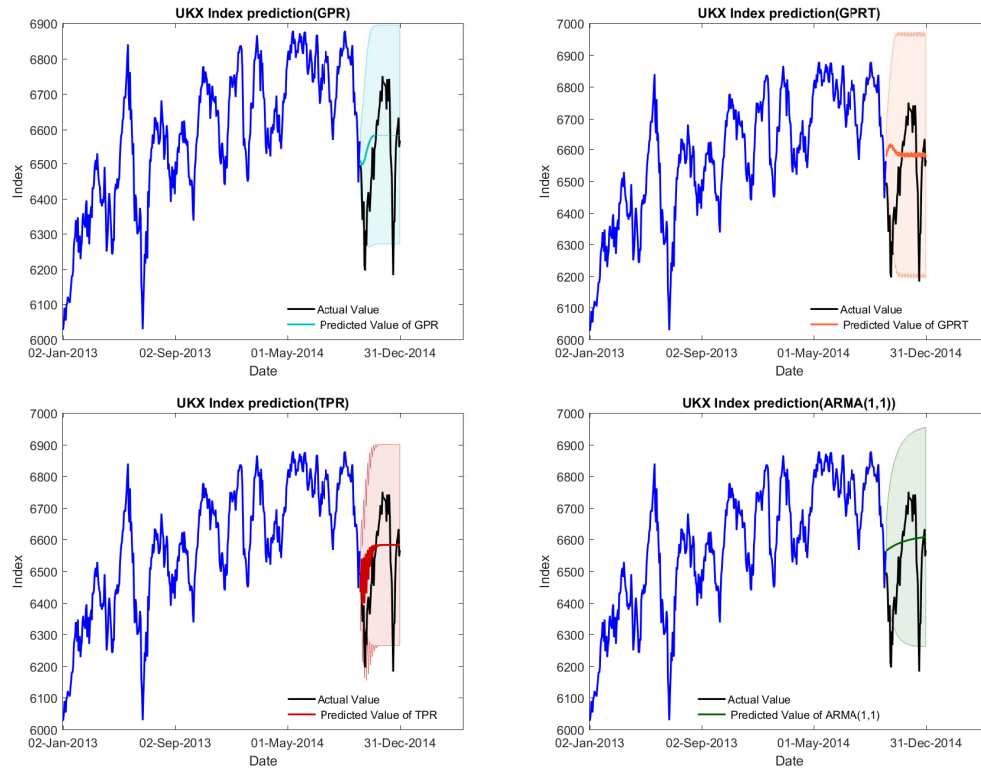 UKX Index prediction(GPR)
6900
6800
6700
6600
6500
6400
6300
6200
6100
6000
Index
02-Jan-2013
02-Sep-2013
01-May-2014
31-Dec-2014
Date
Actual Value
Predicted Value of GPR
UKX Index prediction(GPRT)
7000
6900
6800
6700
6600
6500
6400
6300
6200
6100
6000
Index
02-Jan-2013
02-Sep-2013
01-May-2014
31-Dec-2014
Date
Actual Value
Predicted Value of GPRT
UKX Index prediction(TPR)
7000
6900
6800
6700
6600
6500
6400
6300
6200
6100
6000
Index
02-Jan-2013
02-Sep-2013
01-May-2014
31-Dec-2014
Date
Actual Value
Predicted Value of TPR
UKX Index prediction(ARMA(1,1))
7000
6900
6800
6700
6600
6500
6400
6300
6200
6100
6000
Index
02-Jan-2013
02-Sep-2013
01-May-2014
31-Dec-2014
Date
Actual Value
Predicted Value of ARMA(1,1)